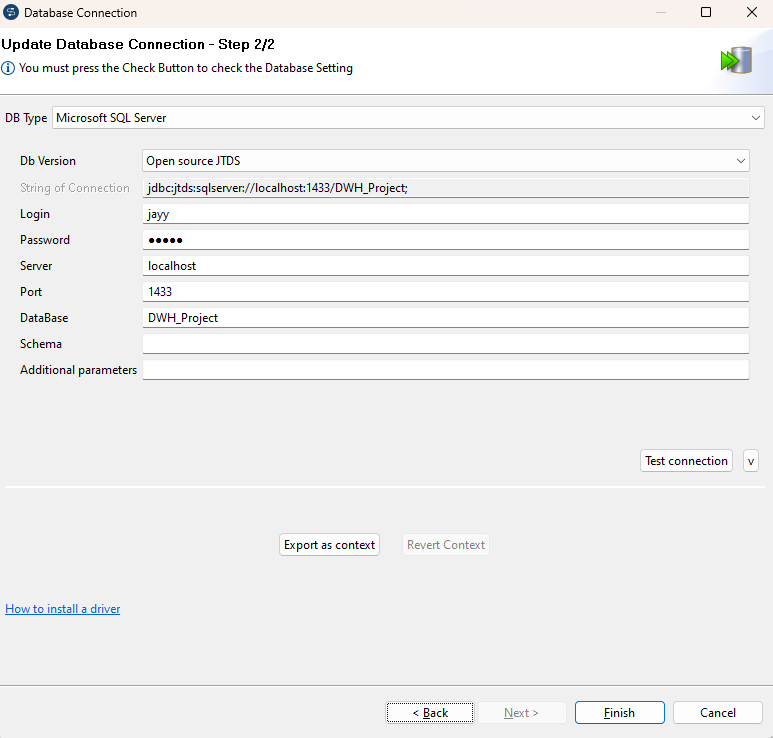 Database Connection
Update Database Connection - Step 2/2
You must press the Check Button to check the Database Setting
DB Type Microsoft SQL Server
Db Version Open source JTDS
String of Connection jdbc:jtds:sqlserver://localhost:1433/DWH_Project;
Login jayy
Password ●●●●●
Server localhost
Port 1433
DataBase DWH_Project
Schema
Additional parameters
Test connection v
Export as context Revert Context
How to install a driver
< Back Next > Finish Cancel